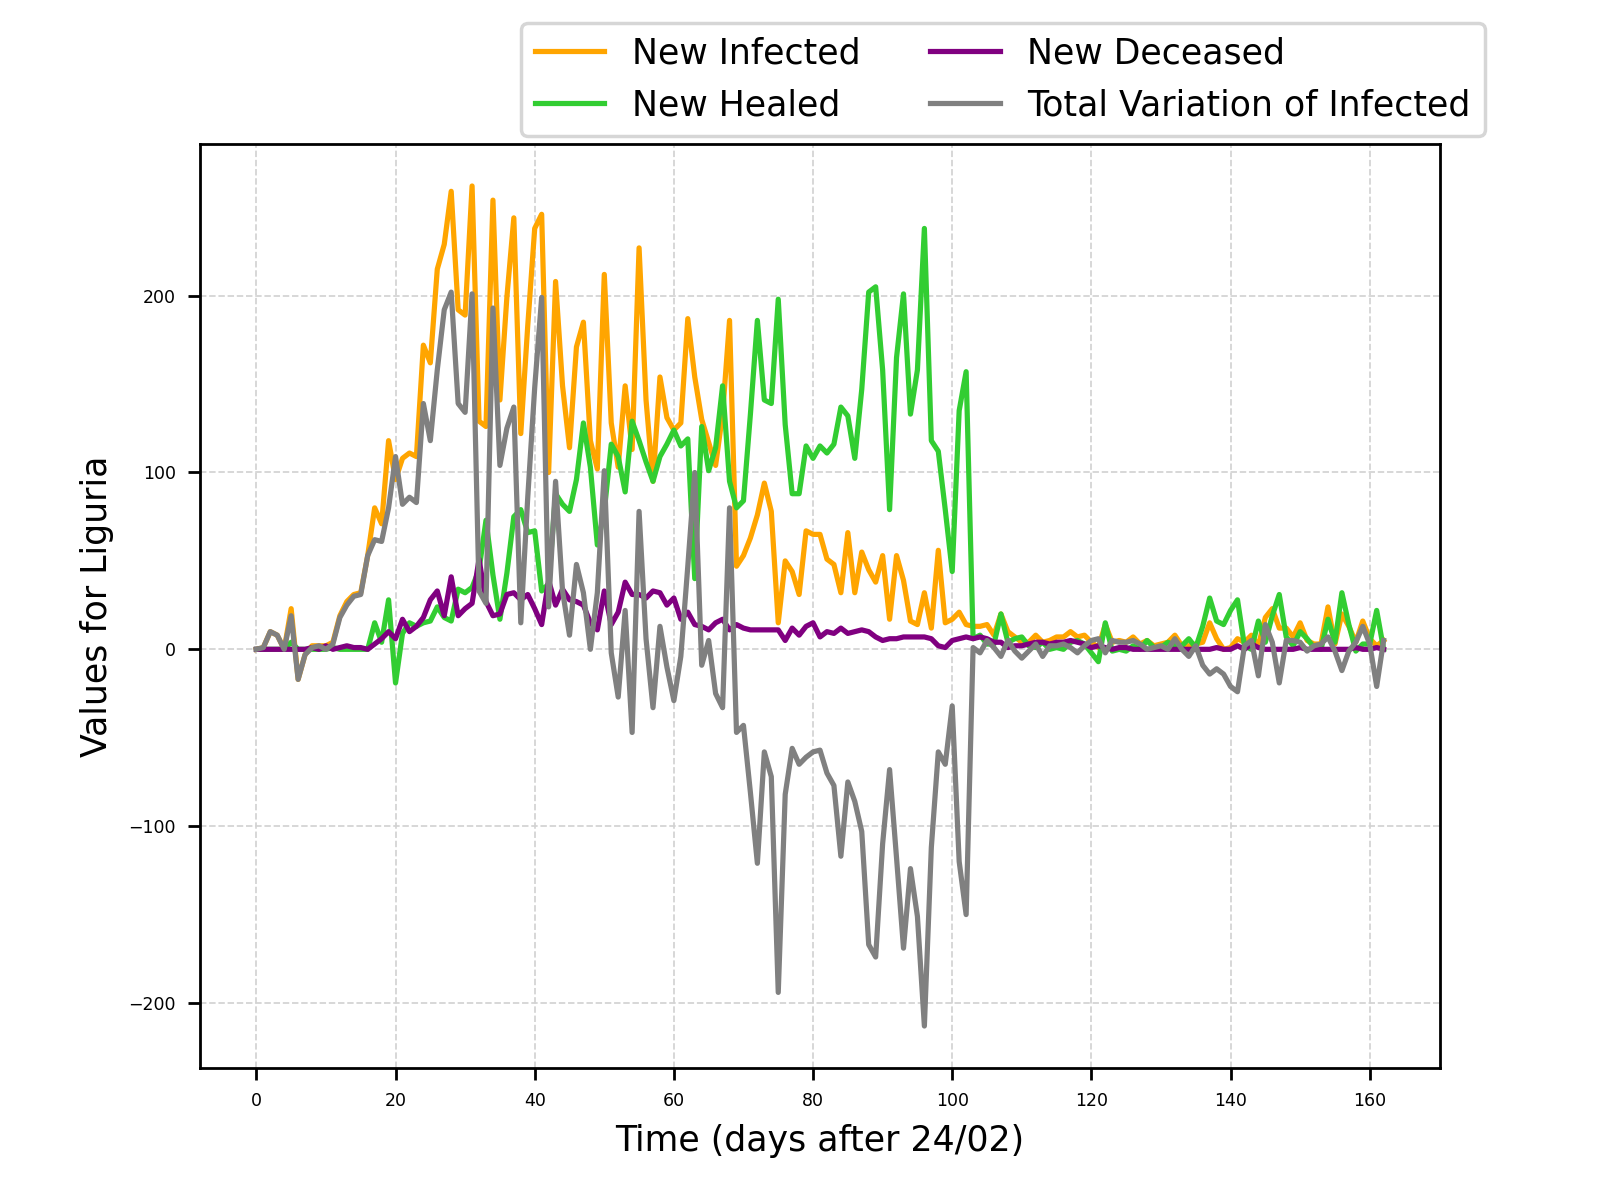 New Infected
New Healed
New Deceased
Total Variation of Infected
Values for Liguria
200
100
0
−100
−200
0 20 40 60 80 100 120 140 160
Time (days after 24/02)